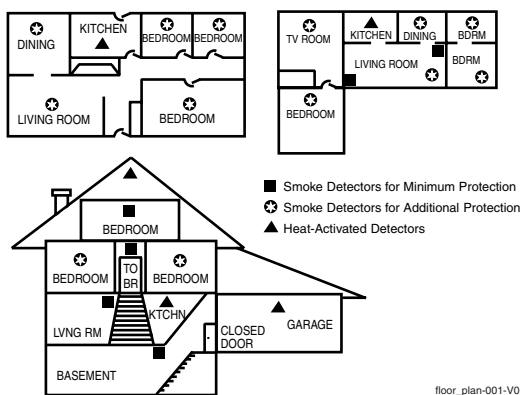 DINING
KITCHEN
BEDROOM
BEDROOM
LIVING ROOM
BEDROOM
TV ROOM
KITCHEN
DINING
BDRM
LIVING ROOM
BDRM
BEDROOM
Smoke Detectors for Minimum Protection
Smoke Detectors for Additional Protection
Heat-Activated Detectors
BEDROOM
BEDROOM
TO
BR
BEDROOM
LVNG RM
KTCHN
CLOSED
DOOR
GARAGE
BASEMENT
floor_plan-001-V0